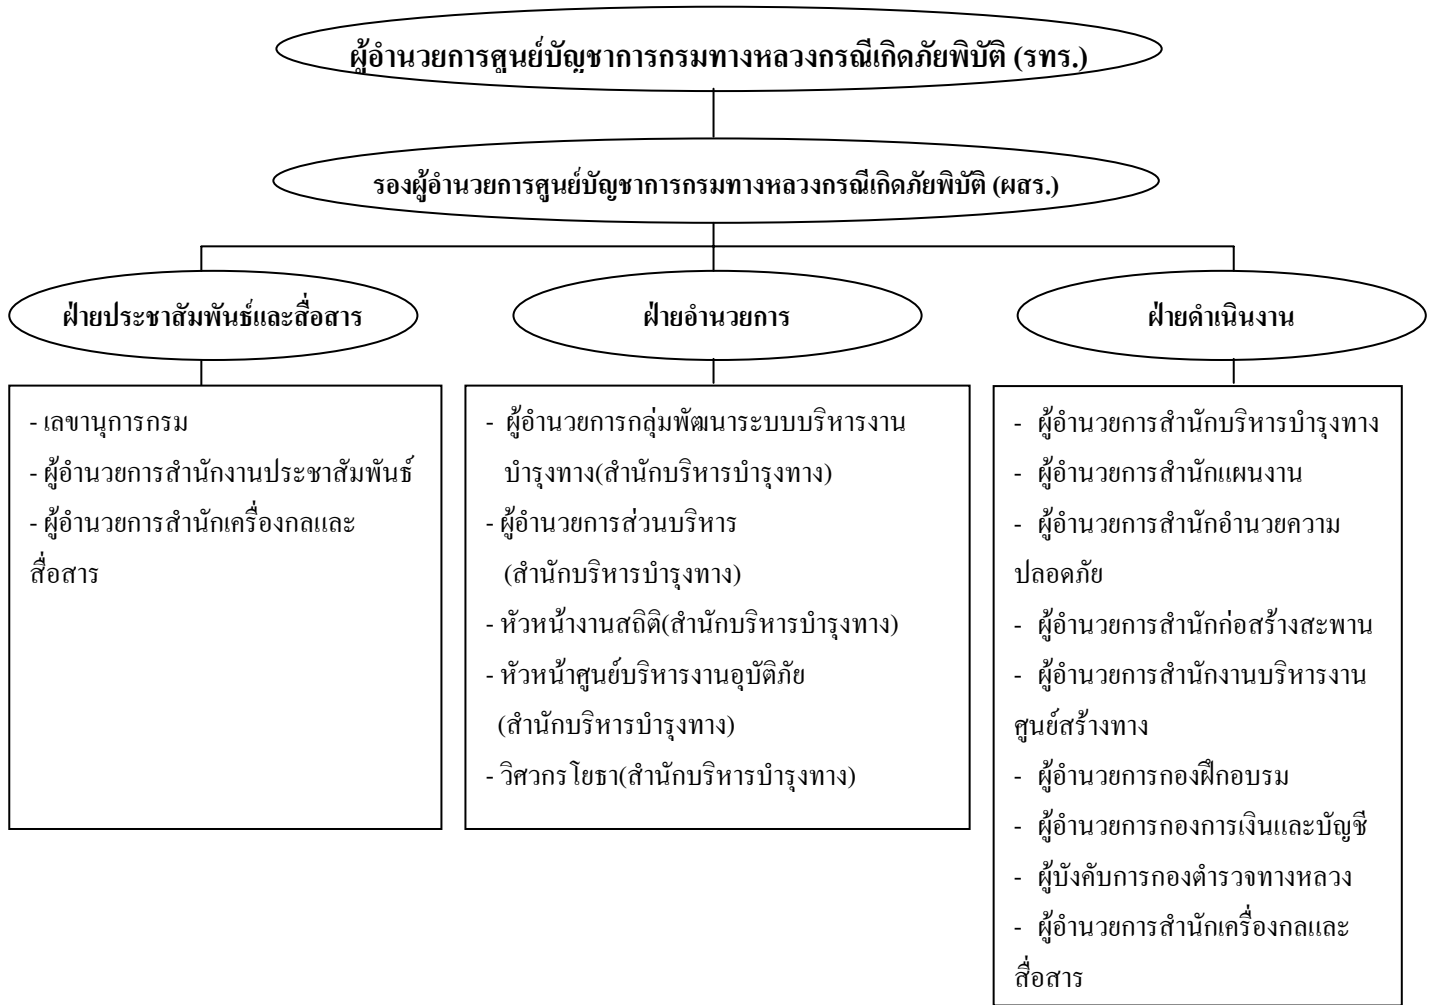 ผู้อำนวยการศูนย์บัญชาการกรมทางหลวงกรณีเกิดภัยพิบัติ (รทร.)
รองผู้อำนวยการศูนย์บัญชาการกรมทางหลวงกรณีเกิดภัยพิบัติ (ผสร.)
ฝ่ายประชาสัมพันธ์และสื่อสาร
- เลขานุการกรม
- ผู้อำนวยการสำนักงานประชาสัมพันธ์
- ผู้อำนวยการสำนักเครื่องกลและ
สื่อสาร
ฝ่ายอำนวยการ
- ผู้อำนวยการกลุ่มพัฒนาระบบบริหารงาน
บำรุงทาง(สำนักบริหารบำรุงทาง)
- ผู้อำนวยการส่วนบริหาร
(สำนักบริหารบำรุงทาง)
- หัวหน้างานสถิติ(สำนักบริหารบำรุงทาง)
- หัวหน้าศูนย์บริหารงานอุบัติภัย
(สำนักบริหารบำรุงทาง)
- วิศวกรโยธา(สำนักบริหารบำรุงทาง)
ฝ่ายดำเนินงาน
- ผู้อำนวยการสำนักบริหารบำรุงทาง
- ผู้อำนวยการสำนักแผนงาน
- ผู้อำนวยการสำนักอำนวยความ
ปลอดภัย
- ผู้อำนวยการสำนักก่อสร้างสะพาน
- ผู้อำนวยการสำนักงานบริหารงาน
ศูนย์สร้างทาง
- ผู้อำนวยการกองฝึกอบรม
- ผู้อำนวยการกองการเงินและบัญชี
- ผู้บังคับการกองตำรวจทางหลวง
- ผู้อำนวยการสำนักเครื่องกลและ
สื่อสาร